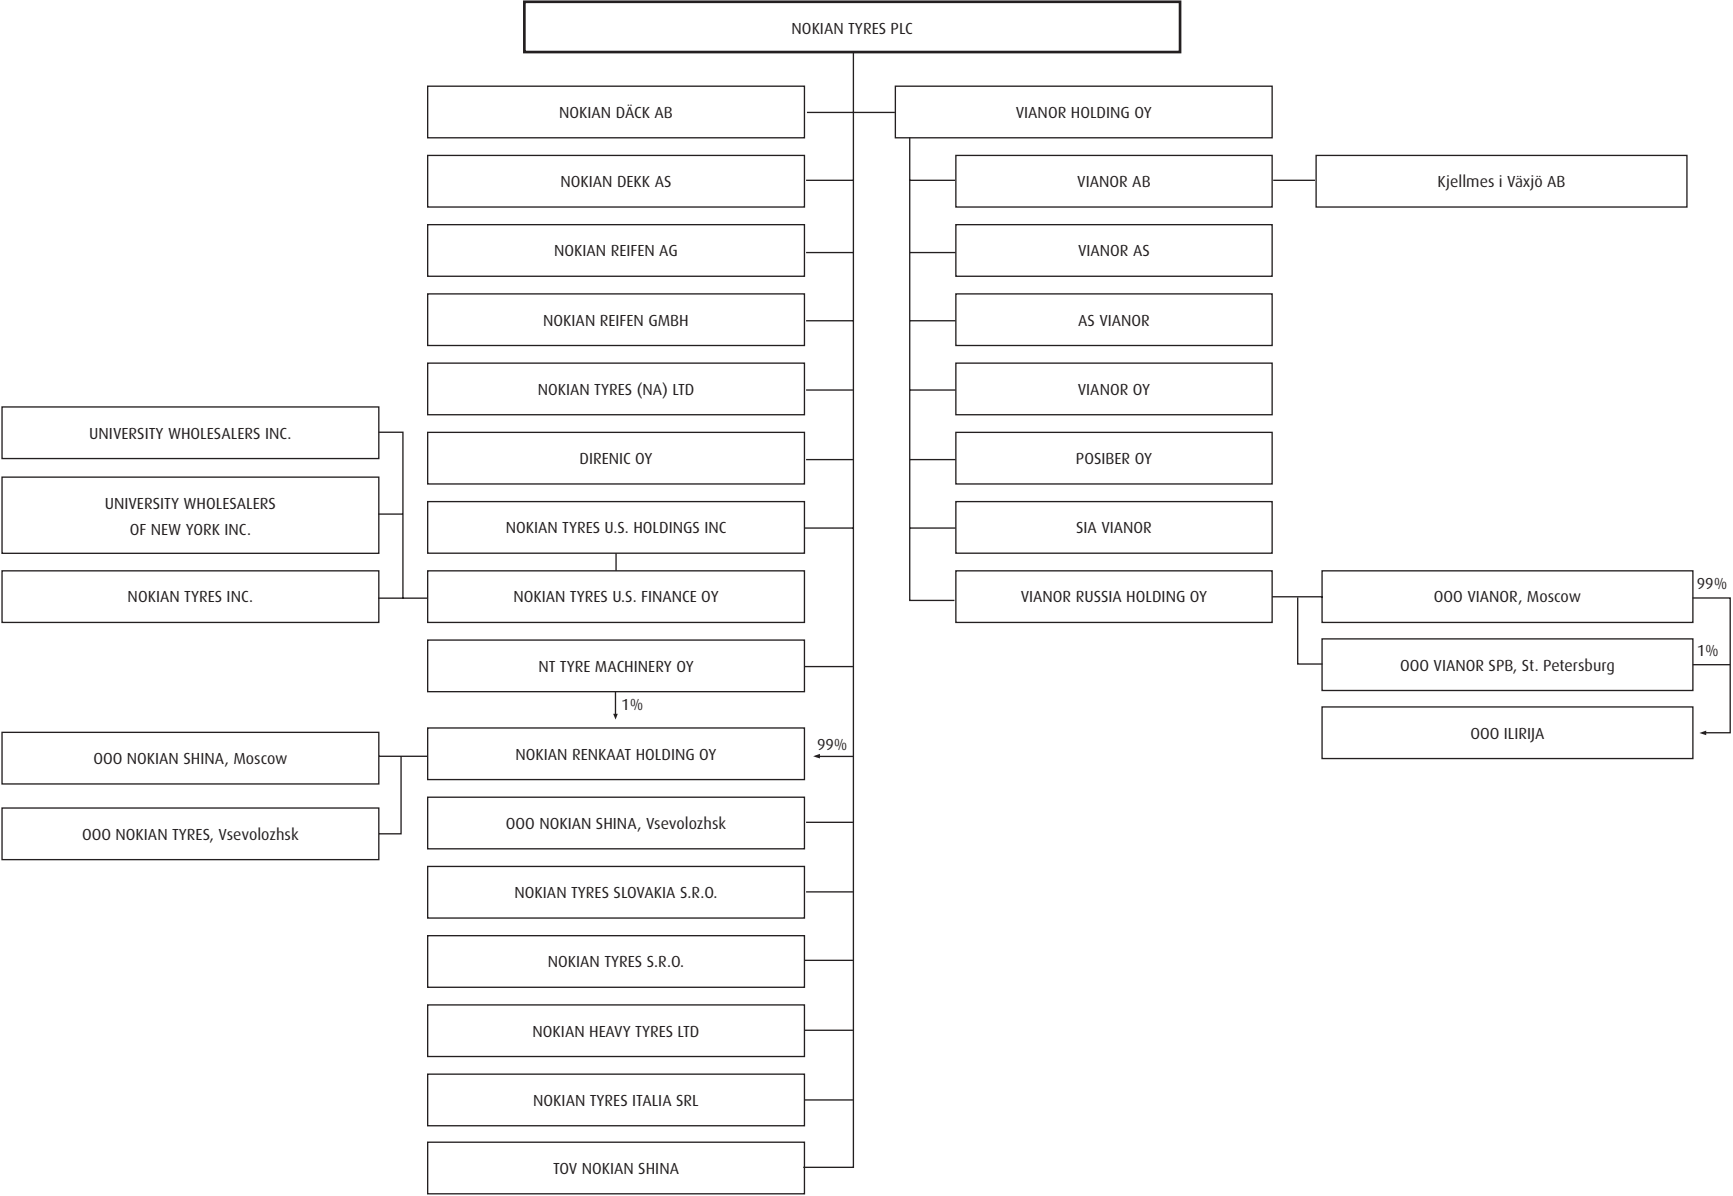 NOKIAN TYRES PLC
NOKIAN DÄCK AB
VIANOR HOLDING OY
NOKIAN DEKK AS
VIANOR AB
Kjellmes i Växjö AB
NOKIAN REIFEN AG
VIANOR AS
NOKIAN REIFEN GMBH
AS VIANOR
NOKIAN TYRES (NA) LTD
VIANOR OY
UNIVERSITY WHOLESALERS INC.
DIRENIC OY
POSIBER OY
UNIVERSITY WHOLESALERS
OF NEW YORK INC.
NOKIAN TYRES U.S. HOLDINGS INC
SIA VIANOR
NOKIAN TYRES INC.
NOKIAN TYRES U.S. FINANCE OY
VIANOR RUSSIA HOLDING OY
OOO VIANOR, Moscow
99%
NT TYRE MACHINERY OY
OOO VIANOR SPB, St. Petersburg
1%
1%
OOO ILIRIJA
OOO NOKIAN SHINA, Moscow
NOKIAN RENKAAT HOLDING OY
99%
OOO NOKIAN TYRES, Vsevolozhsk
OOO NOKIAN SHINA, Vsevolozhsk
NOKIAN TYRES SLOVAKIA S.R.O.
NOKIAN TYRES S.R.O.
NOKIAN HEAVY TYRES LTD
NOKIAN TYRES ITALIA SRL
TOV NOKIAN SHINA